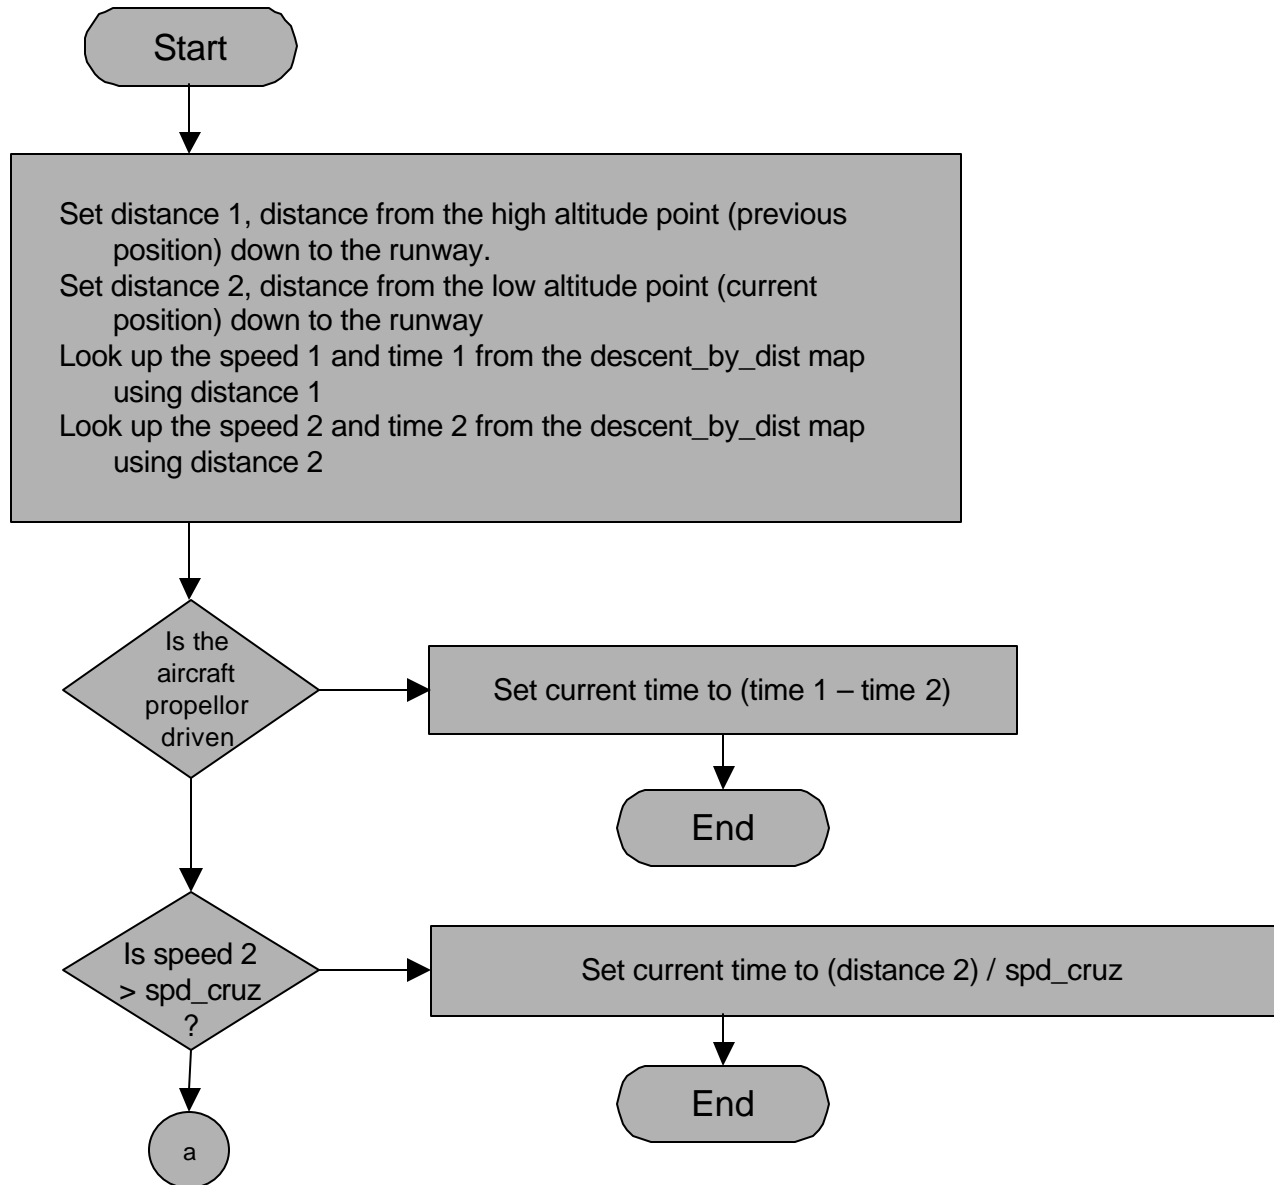 Start
Set distance 1, distance from the high altitude point (previous
position) down to the runway.
Set distance 2, distance from the low altitude point (current
position) down to the runway
Look up the speed 1 and time 1 from the descent_by_dist map
using distance 1
Look up the speed 2 and time 2 from the descent_by_dist map
using distance 2
Is the
aircraft
propellor
driven
Set current time to (time 1 – time 2)
End
Is speed 2
> spd_cruz
?
Set current time to (distance 2) / spd_cruz
End
a